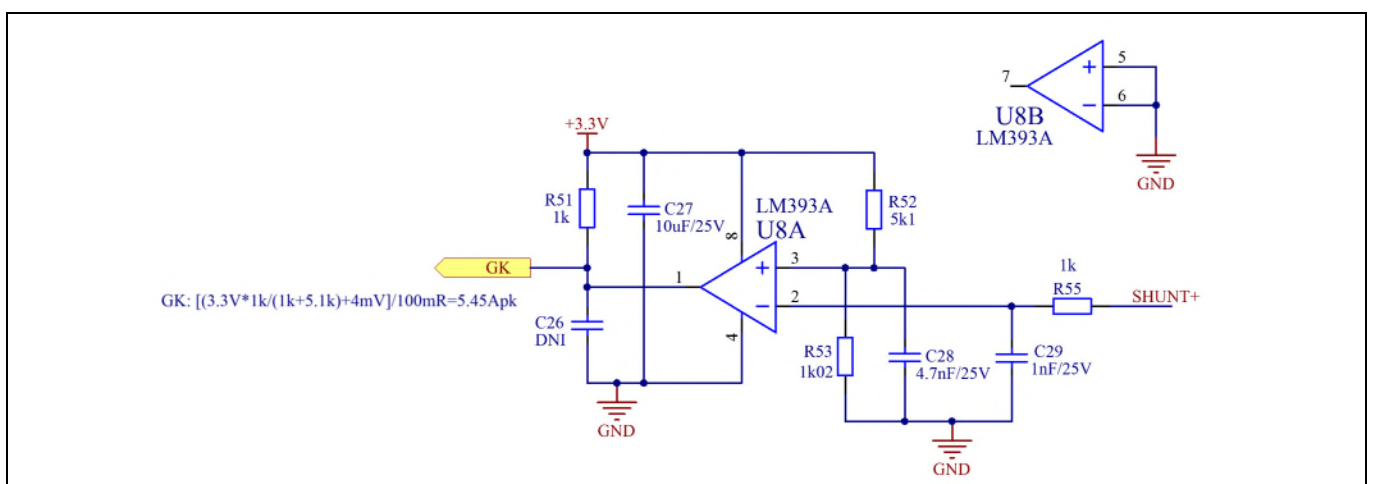 7
5
6
U8B
LM393A
GND
+3.3V
R51
1k
C27
10uF/25V
8
LM393A
U8A
R52
5k1
GK
1
3
2
1k
R55
SHUNT+
GK: [(3.3V*1k/(1k+5.1k)+4mV]/100mR=5.45Apk
C26
DNI
4
R53
1k02
C28
4.7nF/25V
C29
1nF/25V
GND
GND